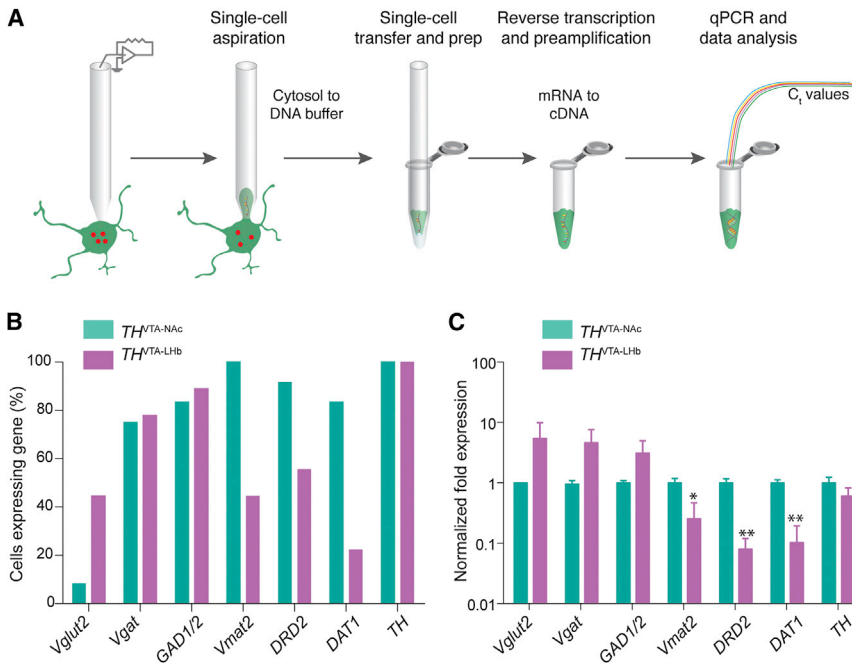 A
Single-cell
aspiration
Single-cell
transfer and prep
Reverse transcription
and preamplification
qPCR and
data analysis
Cytosol to
DNA buffer
mRNA to
cDNA
Ct values
B
TH VTA-NAc
TH VTA-LHb
Cells expressing gene (%)
100
80
60
40
20
0
Vglut2
Vgat
GAD1/2
Vmat2
DRD2
DAT1
TH
C
TH VTA-NAc
TH VTA-LHb
Normalized fold expression
100
10
1
0.1
0.01
*
**
**
Vglut2
Vgat
GAD1/2
Vmat2
DRD2
DAT1
TH